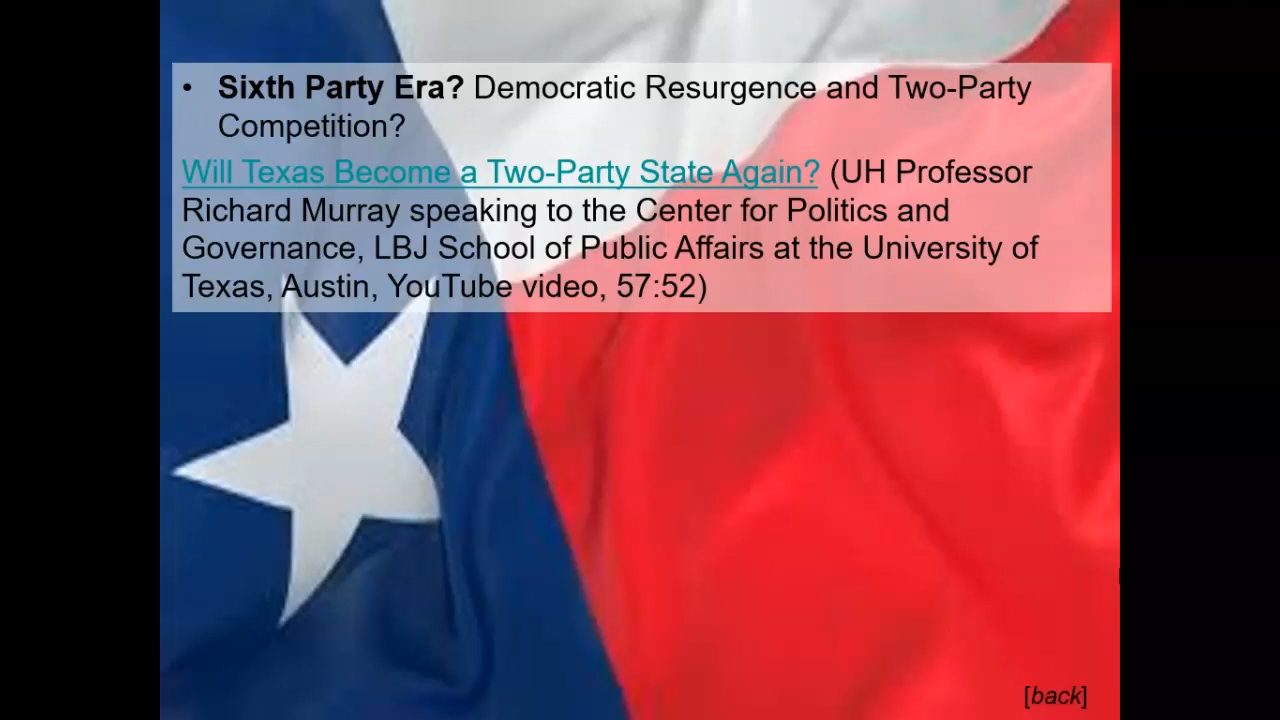 • Sixth Party Era? Democratic Resurgence and Two-Party
Competition?
Will Texas Become a Two-Party State Again? (UH Professor
Richard Murray speaking to the Center for Politics and
Governance, LBJ School of Public Affairs at the University of
Texas, Austin, YouTube video, 57:52)
[back]